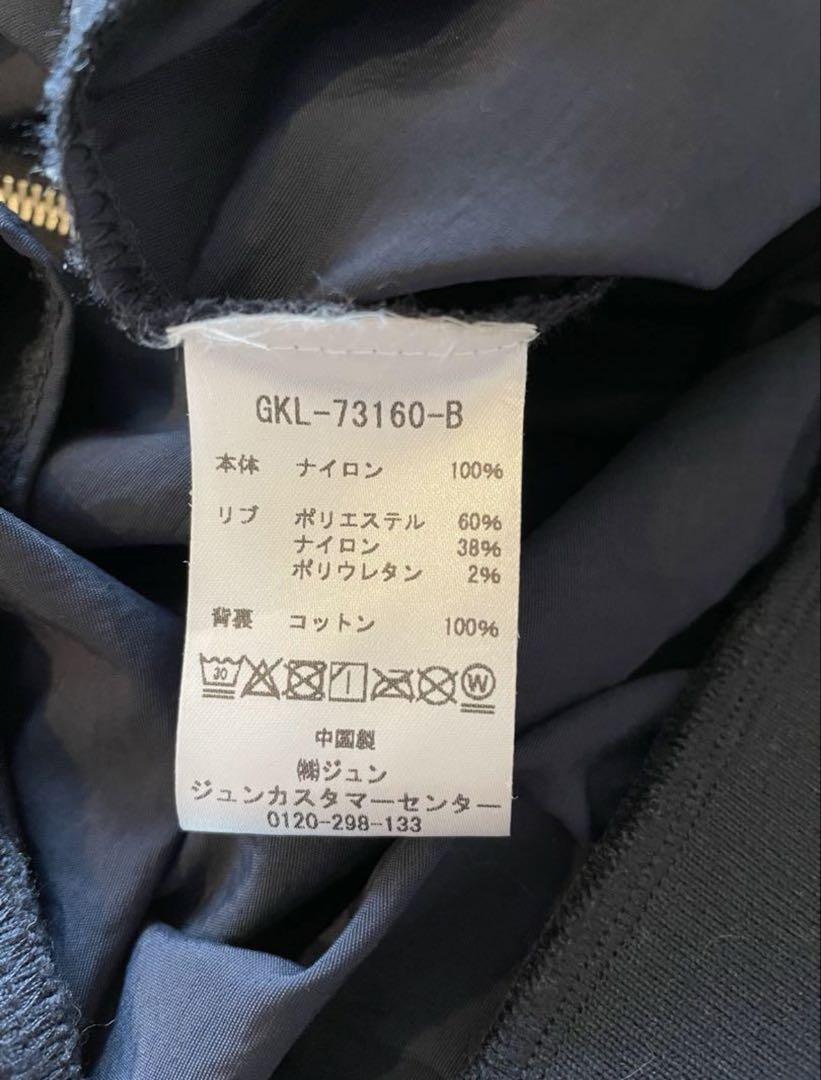 GKL-73160-B
本体 ナイロン 100%
リブ ポリエステル 60%
ナイロン 38%
ポリウレタン 2%
背裏 コットン 100%
30 W
中国製
㈱ジュン
ジュンカスタマーセンター
0120-298-133